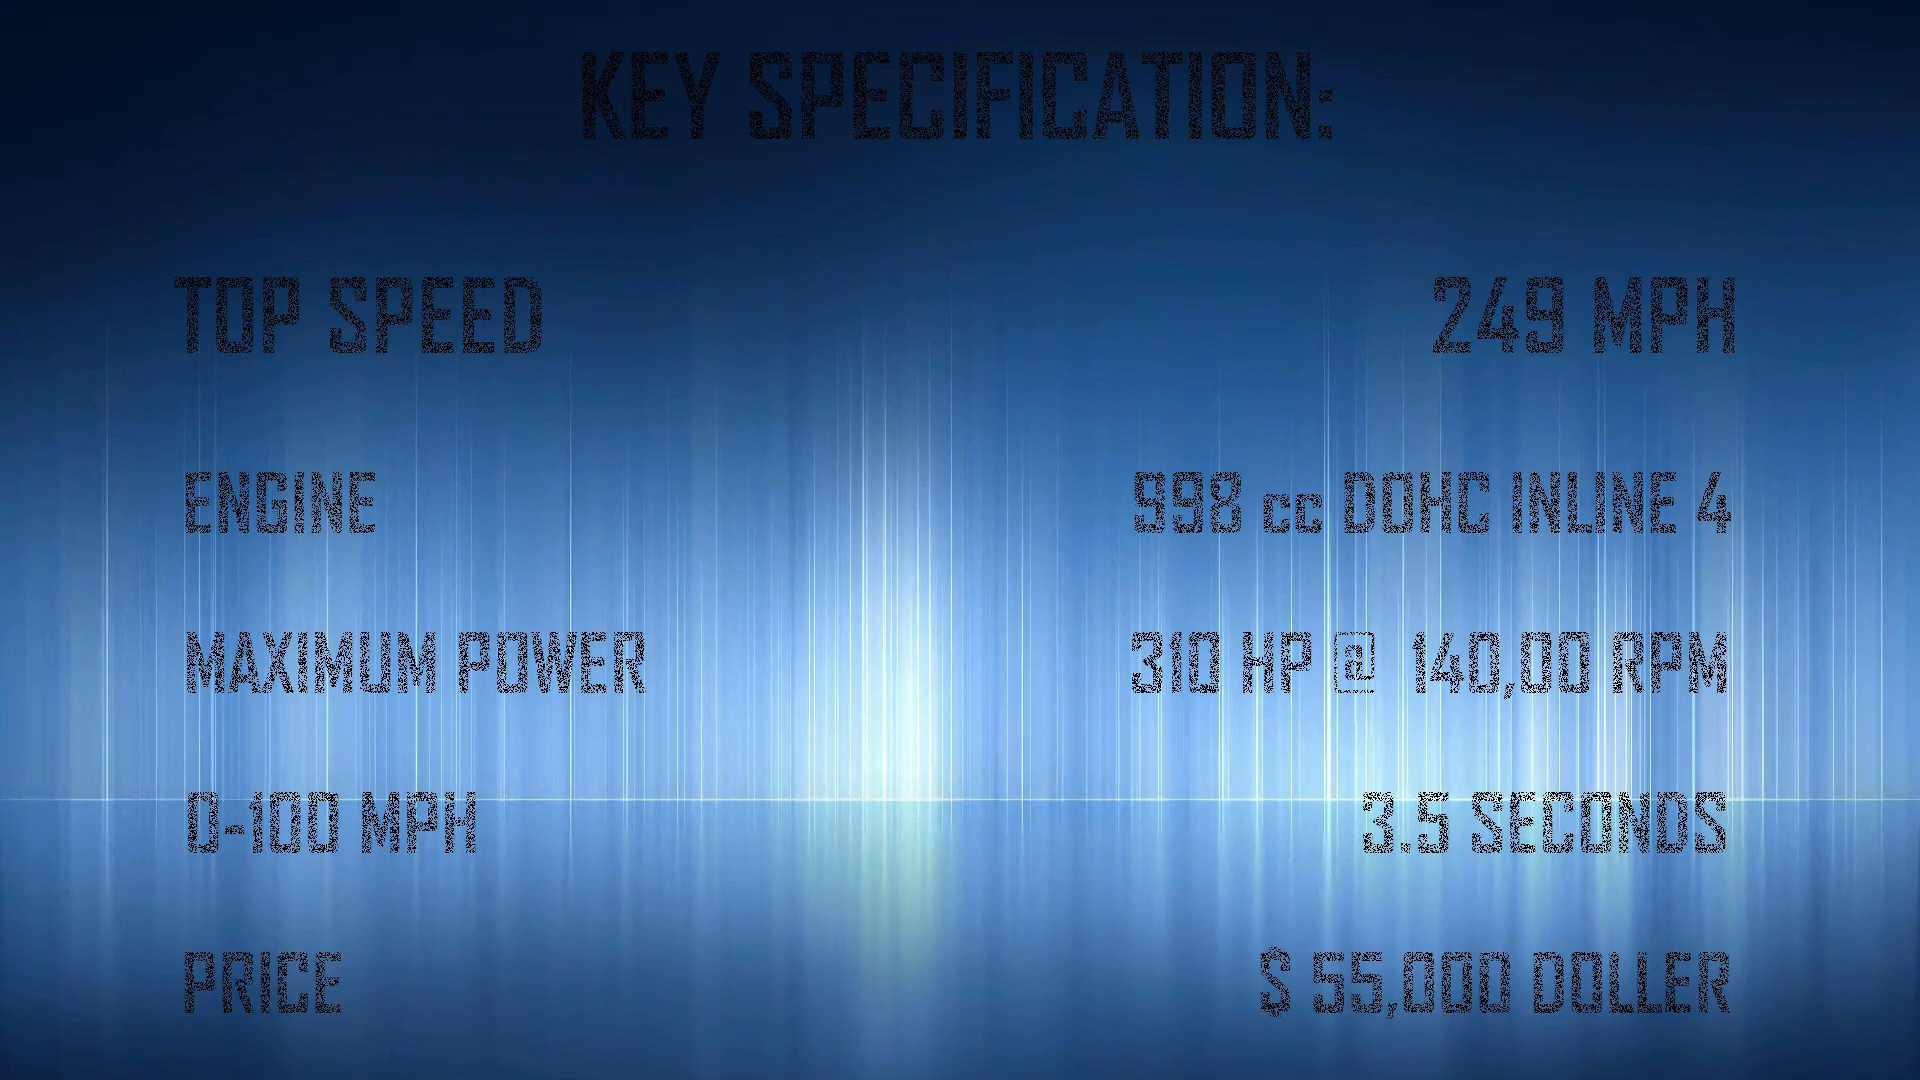 KEY SPECIFICATION:
TOP SPEED 249 MPH
ENGINE 998 cc DOHC INLINE 4
MAXIMUM POWER 310 HP @ 140,00 RPM
0-100 MPH 3.5 SECONDS
PRICE $ 55,000 DOLLER